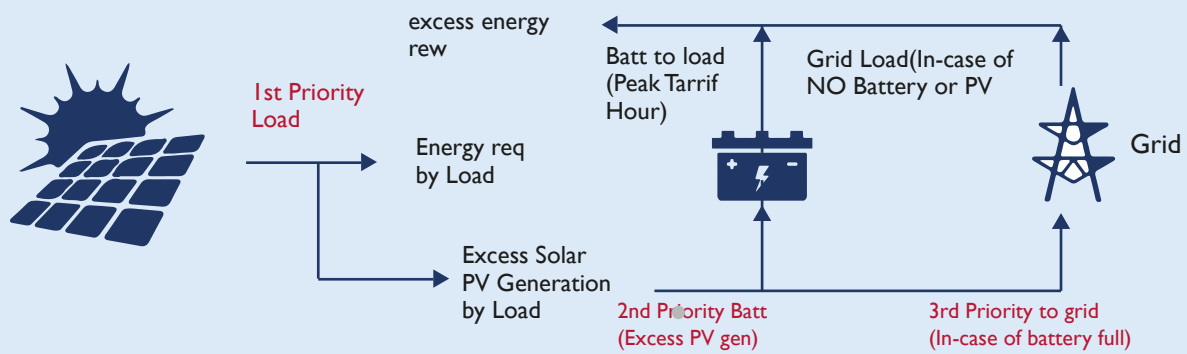 excess energy
rew
1st Priority
Load
Energy req
by Load
Excess Solar
PV Generation
by Load
Batt to load
(Peak Tarrif
Hour)
Grid Load(In-case of
NO Battery or PV
Grid
2nd Priority Batt
(Excess PV gen)
3rd Priority to grid
(In-case of battery full)